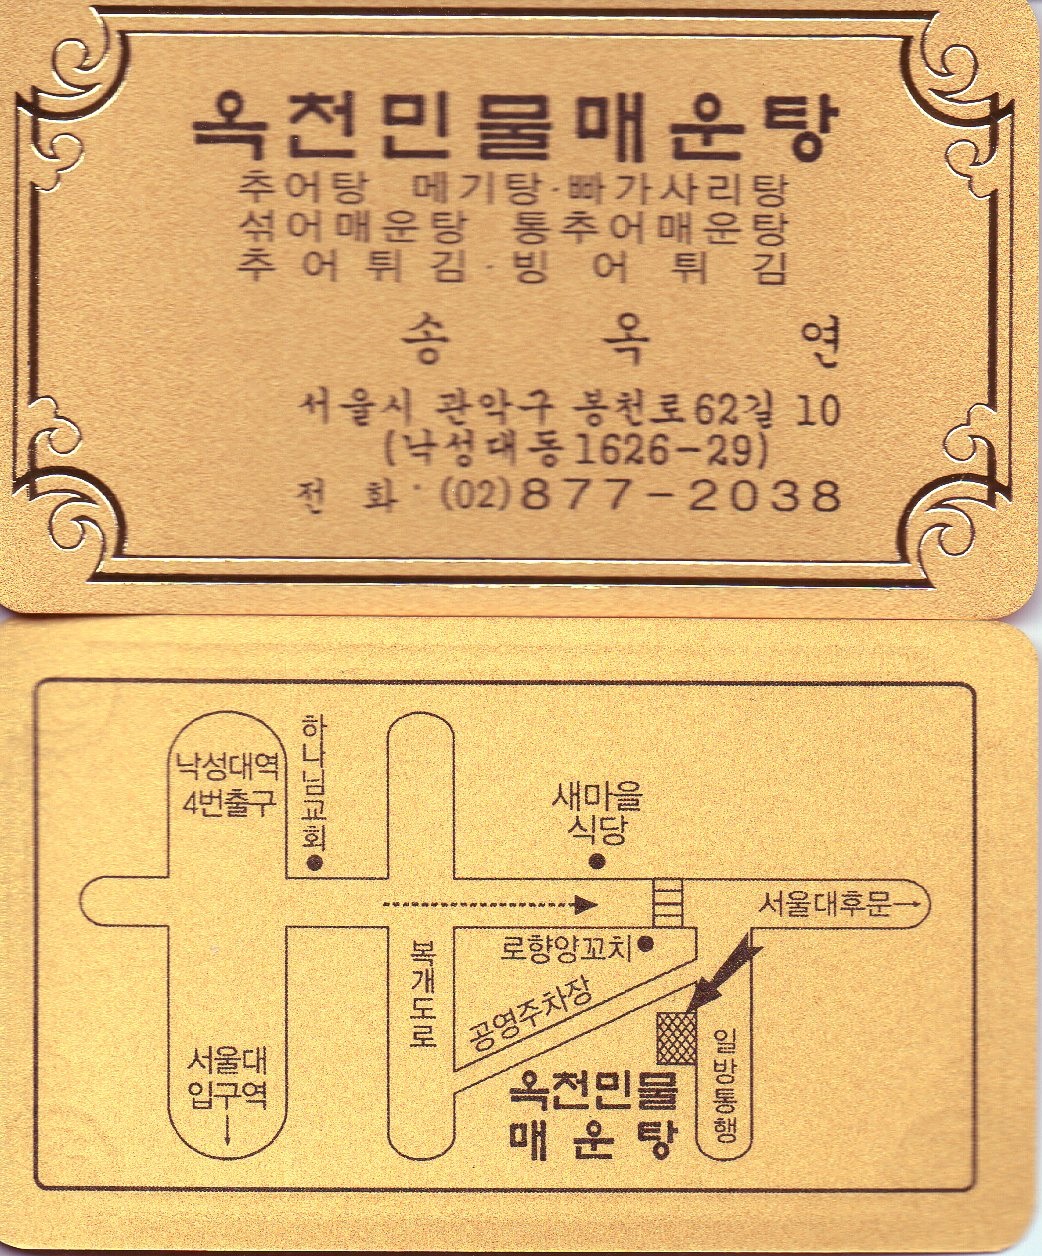 옥천민물매운탕
추어탕 메기탕·빠가사리탕
섞어매운탕 통추어매운탕
추어튀김·빙어튀김
송옥연
서울시 관악구 봉천로62길 10
(낙성대동1626-29)
전 화·(02)877-2038
낙성대역
4번출구
하나님교회
새마을
식당
서울대후문→
로향양꼬치
복개도로
공영주차장
서울대
입구역
↓
일방통행
옥천민물
매운탕